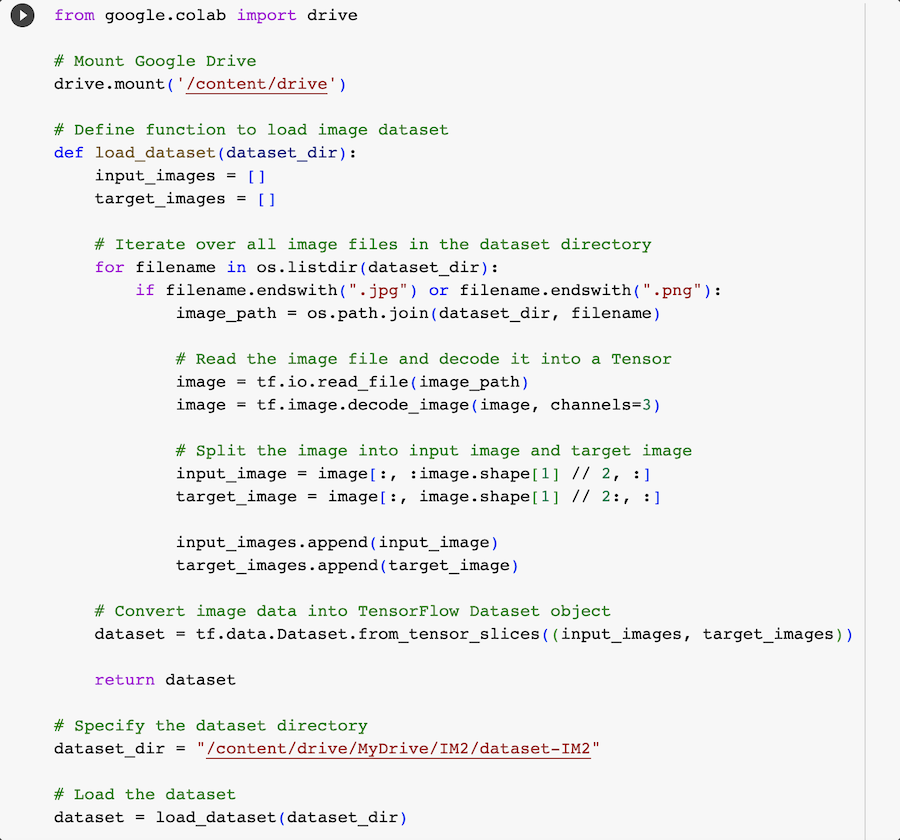 from google.colab import drive
# Mount Google Drive
drive.mount('/content/drive')
# Define function to load image dataset
def load_dataset(dataset_dir):
    input_images = []
    target_images = []
    # Iterate over all image files in the dataset directory
    for filename in os.listdir(dataset_dir):
        if filename.endswith(".jpg") or filename.endswith(".png"):
            image_path = os.path.join(dataset_dir, filename)
            # Read the image file and decode it into a Tensor
            image = tf.io.read_file(image_path)
            image = tf.image.decode_image(image, channels=3)
            # Split the image into input image and target image
            input_image = image[:, :image.shape[1] // 2, :]
            target_image = image[:, image.shape[1] // 2:, :]
            input_images.append(input_image)
            target_images.append(target_image)
    # Convert image data into TensorFlow Dataset object
    dataset = tf.data.Dataset.from_tensor_slices((input_images, target_images))
    return dataset
# Specify the dataset directory
dataset_dir = "/content/drive/MyDrive/IM2/dataset-IM2"
# Load the dataset
dataset = load_dataset(dataset_dir)